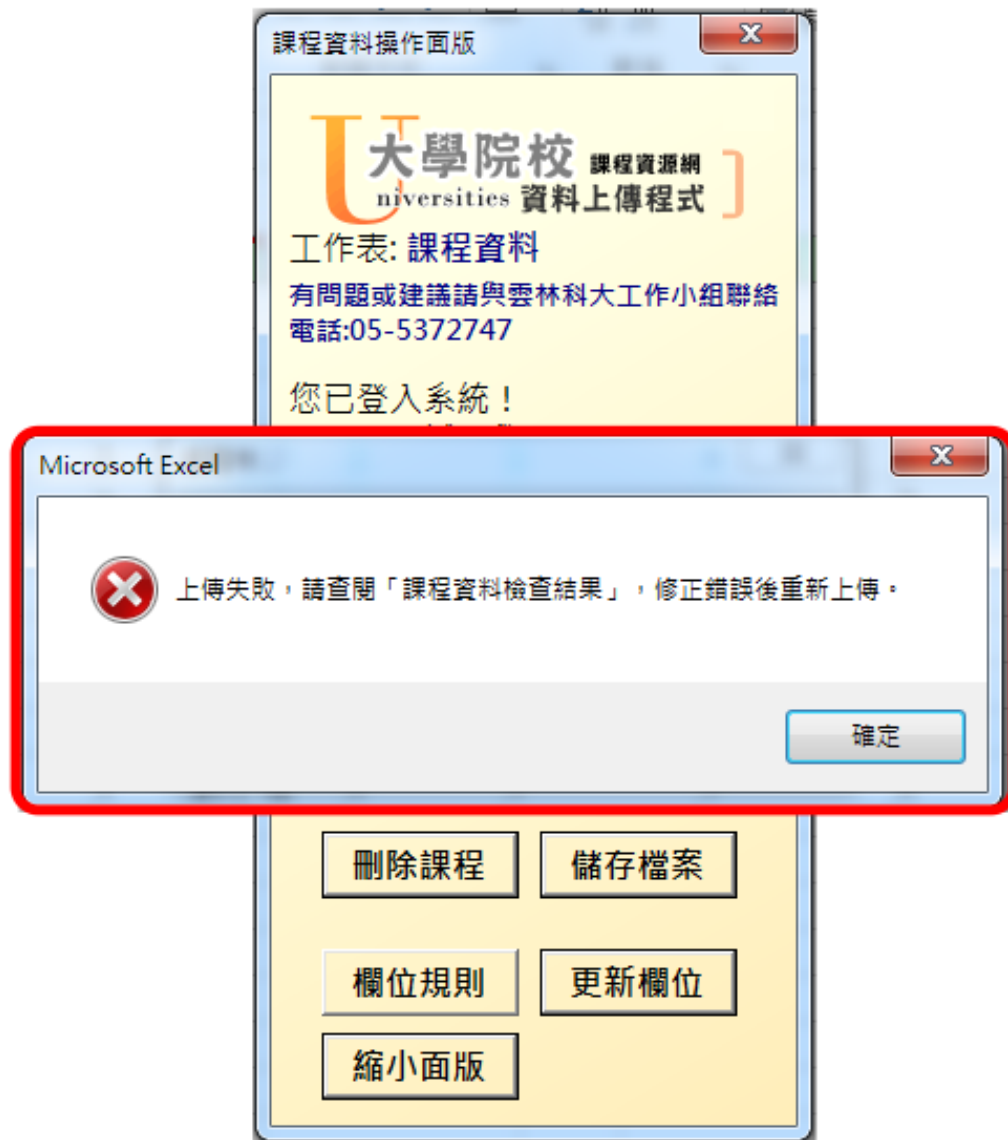 課程資料操作面版
大學院校 課程資源網
Universities 資料上傳程式
工作表: 課程資料
有問題或建議請與雲林科大工作小組聯絡
電話:05-5372747
您已登入系統！
Microsoft Excel
上傳失敗，請查閱「課程資料檢查結果」，修正錯誤後重新上傳。
確定
刪除課程 儲存檔案
欄位規則 更新欄位
縮小面版